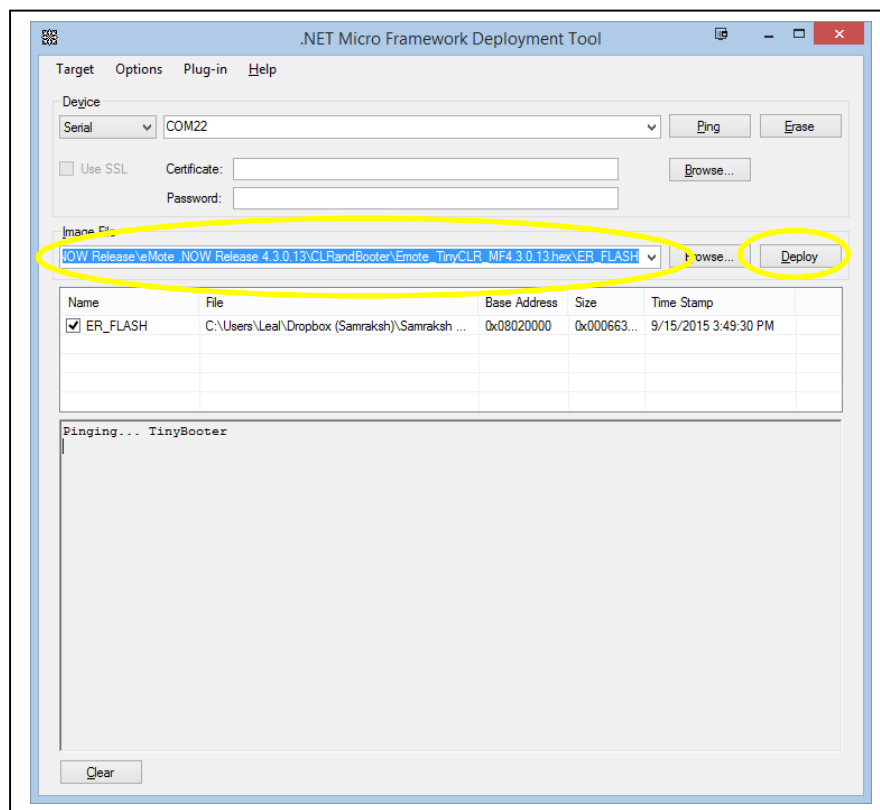 .NET Micro Framework Deployment Tool
Target Options Plug-in Help
Device
Serial COM22 Ping Erase
Use SSL Certificate: Browse...
Password:
Image File
NOW Release\eMote .NOW Release 4.3.0.13\CLRandBooter\Emote_TinyCLR_MF4.3.0.13.hex\ER_FLASH Browse... Deploy
Name File Base Address Size Time Stamp
ER_FLASH C:\Users\Leal\Dropbox (Samraksh)\Samraksh ... 0x08020000 0x000663... 9/15/2015 3:49:30 PM
Pinging... TinyBooter
Clear